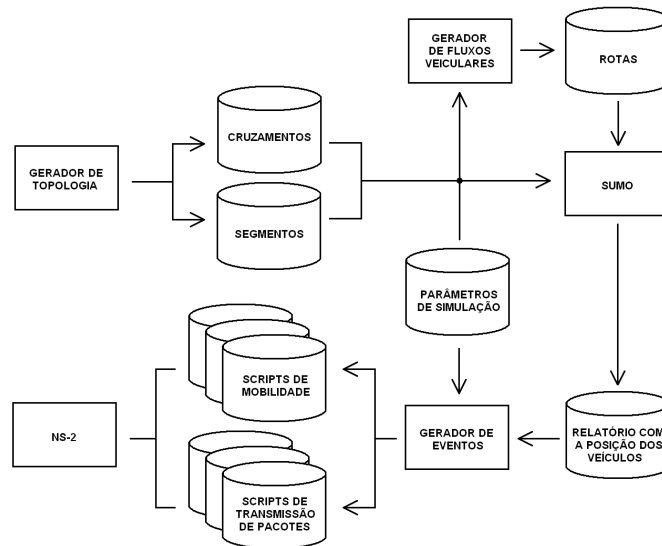 GERADOR
DE FLUXOS
VEICULARES
ROTAS
CRUZAMENTOS
GERADOR DE
TOPOLOGIA
SUMO
SEGMENTOS
PARÂMETROS
DE SIMULAÇÃO
SCRIPTS DE
MOBILIDADE
NS-2
GERADOR DE
EVENTOS
RELATÓRIO COM
A POSIÇÃO DOS
VEÍCULOS
SCRIPTS DE
TRANSMISSÃO
DE PACOTES